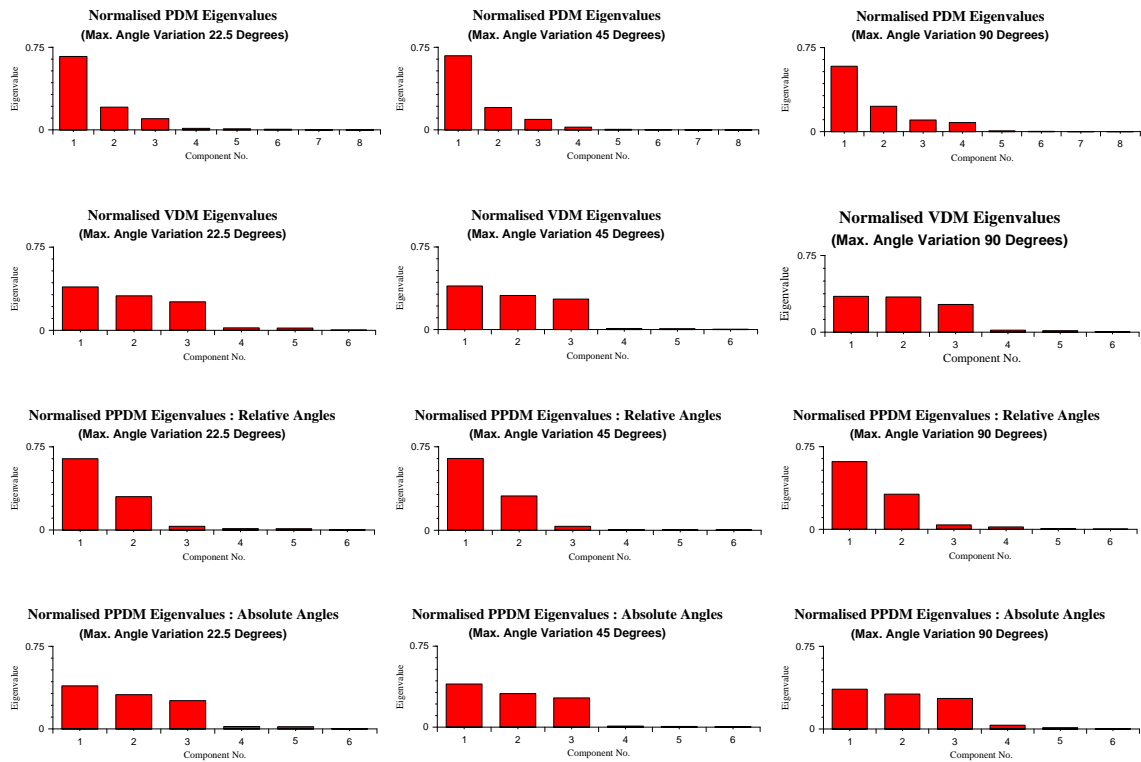 Normalised PDM Eigenvalues
(Max. Angle Variation 22.5 Degrees)
0.75
Eigenvalue
0
1 2 3 4 5 6 7 8
Component No.
Normalised PDM Eigenvalues
(Max. Angle Variation 45 Degrees)
0.75
Eigenvalue
0
1 2 3 4 5 6 7 8
Component No.
Normalised PDM Eigenvalues
(Max. Angle Variation 90 Degrees)
0.75
Eigenvalue
0
1 2 3 4 5 6 7 8
Component No.
Normalised VDM Eigenvalues
(Max. Angle Variation 22.5 Degrees)
0.75
Eigenvalue
0
1 2 3 4 5 6
Component No.
Normalised VDM Eigenvalues
(Max. Angle Variation 45 Degrees)
0.75
Eigenvalue
0
1 2 3 4 5 6
Component No.
Normalised VDM Eigenvalues
(Max. Angle Variation 90 Degrees)
0.75
Eigenvalue
0
1 2 3 4 5 6
Component No.
Normalised PPDM Eigenvalues : Relative Angles
(Max. Angle Variation 22.5 Degrees)
0.75
Eigenvalue
0
1 2 3 4 5 6
Component No.
Normalised PPDM Eigenvalues : Relative Angles
(Max. Angle Variation 45 Degrees)
0.75
Eigenvalue
0
1 2 3 4 5 6
Component No.
Normalised PPDM Eigenvalues : Relative Angles
(Max. Angle Variation 90 Degrees)
0.75
Eigenvalue
0
1 2 3 4 5 6
Component No.
Normalised PPDM Eigenvalues : Absolute Angles
(Max. Angle Variation 22.5 Degrees)
0.75
Eigenvalue
0
1 2 3 4 5 6
Component No.
Normalised PPDM Eigenvalues : Absolute Angles
(Max. Angle Variation 45 Degrees)
0.75
Eigenvalue
0
1 2 3 4 5 6
Component No.
Normalised PPDM Eigenvalues : Absolute Angles
(Max. Angle Variation 90 Degrees)
0.75
Eigenvalue
0
1 2 3 4 5 6
Component No.